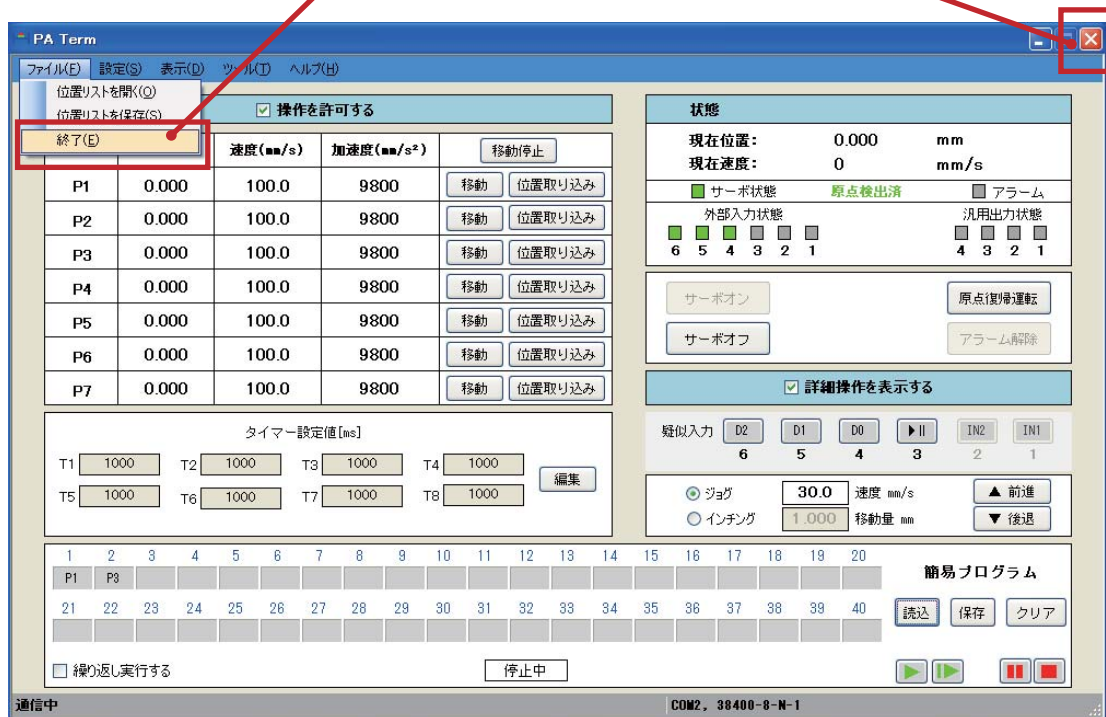 PA Term
ファイル(F) 設定(S) 表示(D) ツール(T) ヘルプ(H)
位置リストを開く(O)
位置リストを保存(S)
終了(E)
操作を許可する
速度(mm/s) 加速度(mm/s²) 移動停止
P1 0.000 100.0 9800 移動 位置取り込み
P2 0.000 100.0 9800 移動 位置取り込み
P3 0.000 100.0 9800 移動 位置取り込み
P4 0.000 100.0 9800 移動 位置取り込み
P5 0.000 100.0 9800 移動 位置取り込み
P6 0.000 100.0 9800 移動 位置取り込み
P7 0.000 100.0 9800 移動 位置取り込み
タイマー設定値[ms]
T1 1000 T2 1000 T3 1000 T4 1000
T5 1000 T6 1000 T7 1000 T8 1000
編集
状態
現在位置: 0.000 mm
現在速度: 0 mm/s
サーボ状態 原点検出済 アラーム
外部入力状態 汎用出力状態
6 5 4 3 2 1 4 3 2 1
サーボオン 原点復帰運転
サーボオフ アラーム解除
詳細操作を表示する
疑似入力 D2 D1 D0 IN2 IN1
6 5 4 3 2 1
ジョグ 30.0 速度 mm/s ▲ 前進
インチング 1.000 移動量 mm ▼ 後退
1 2 3 4 5 6 7 8 9 10 11 12 13 14 15 16 17 18 19 20
P1 P3
簡易プログラム
21 22 23 24 25 26 27 28 29 30 31 32 33 34 35 36 37 38 39 40
読込 保存 クリア
繰り返し実行する 停止中
通信中 COM2, 38400-8-N-1